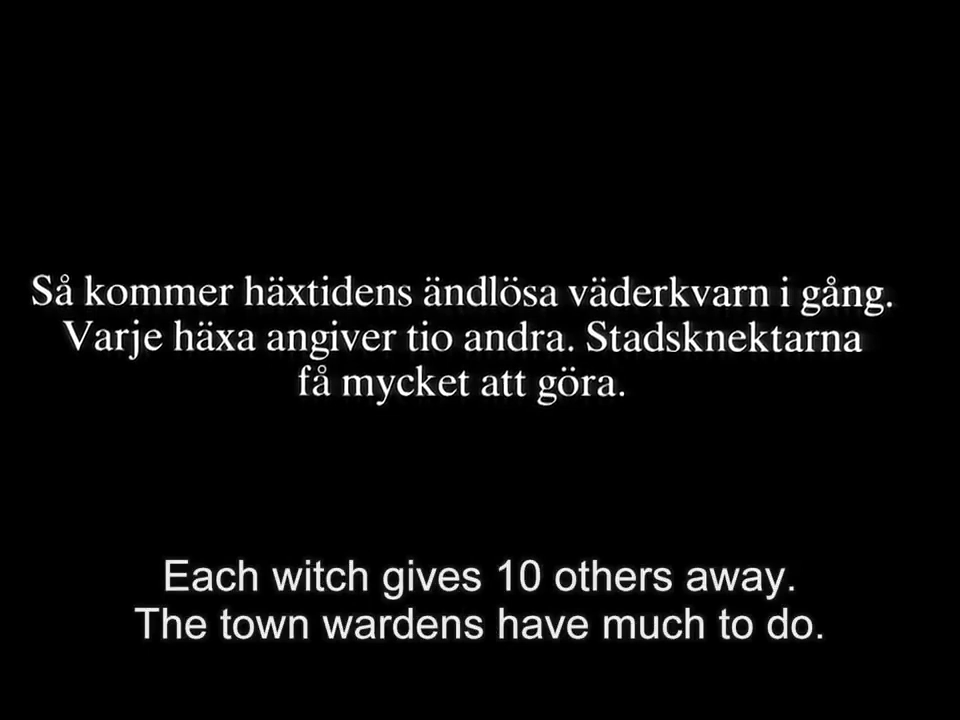 Så kommer häxtidens ändlösa väderkvarn i gång.
Varje häxa angiver tio andra. Stadsknektarna
få mycket att göra.
Each witch gives 10 others away.
The town wardens have much to do.